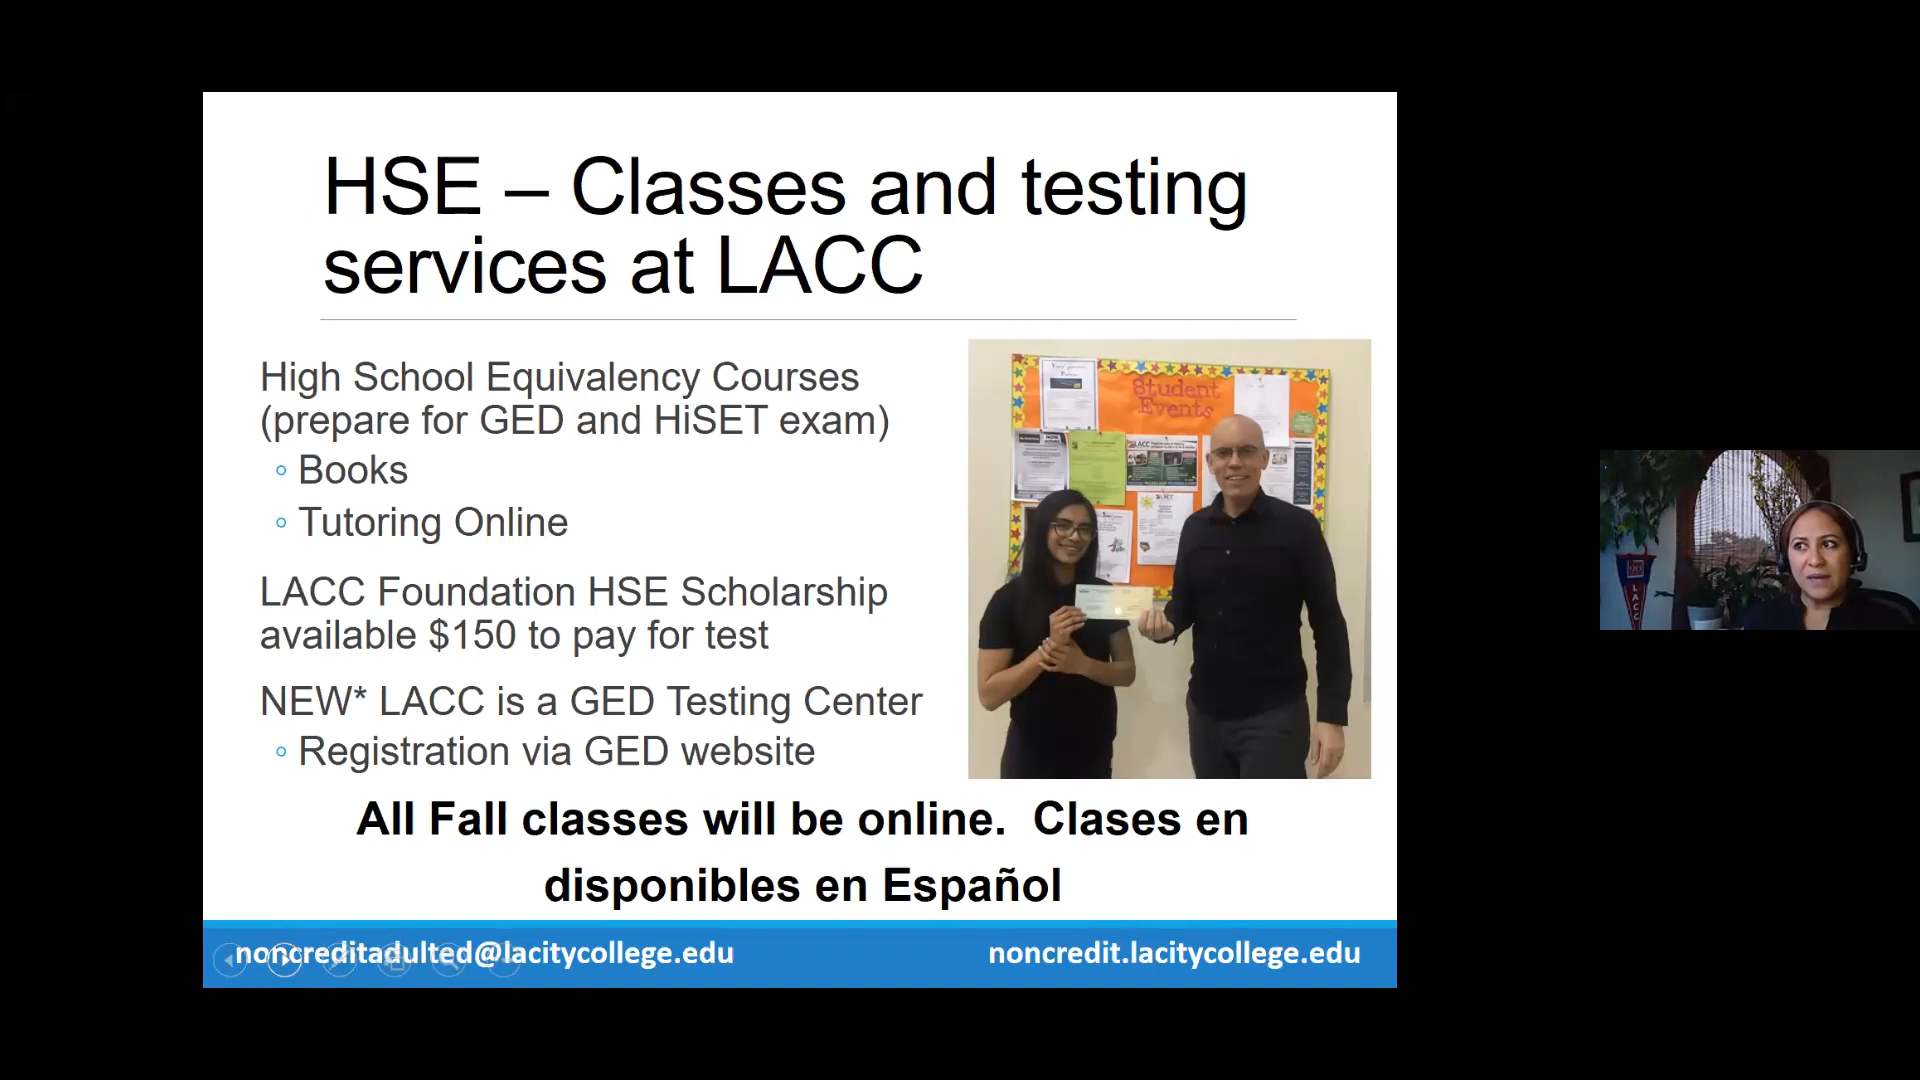 HSE – Classes and testing
services at LACC
High School Equivalency Courses
(prepare for GED and HiSET exam)
◦ Books
◦ Tutoring Online
LACC Foundation HSE Scholarship
available $150 to pay for test
NEW* LACC is a GED Testing Center
◦ Registration via GED website
Student
Events
LACC
All Fall classes will be online.  Clases en
disponibles en Español
noncreditadulted@lacitycollege.edu
noncredit.lacitycollege.edu
LACC